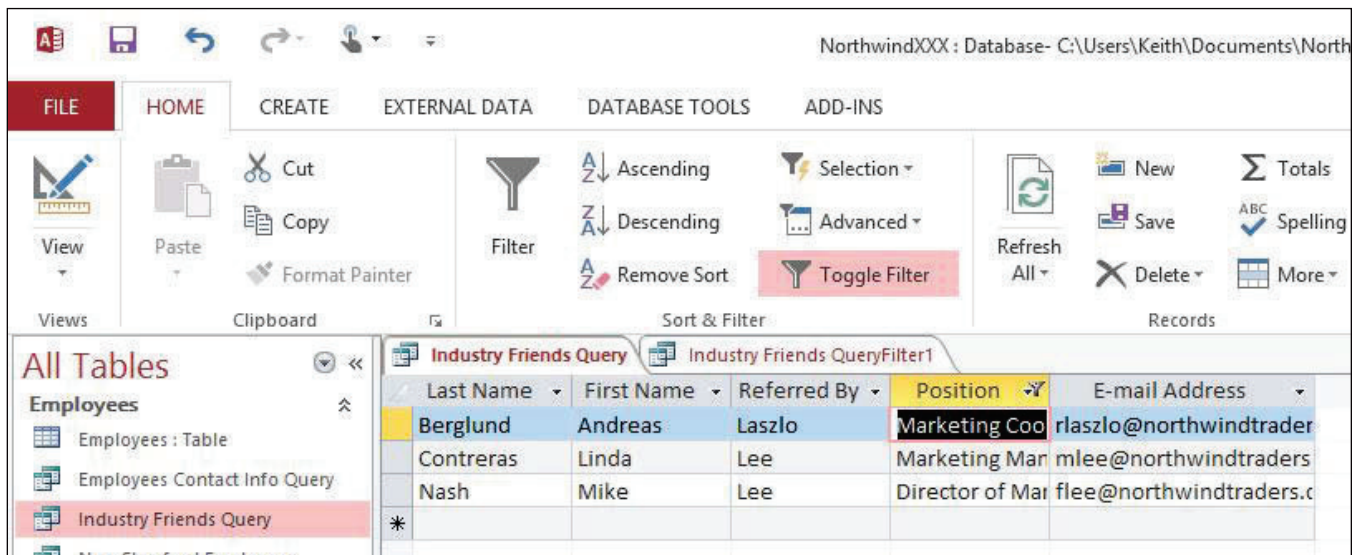 NorthwindXXX : Database- C:\Users\Keith\Documents\North
FILE HOME CREATE EXTERNAL DATA DATABASE TOOLS ADD-INS
Cut Ascending Selection New Totals
Copy Descending Advanced Save Spelling
View Paste Format Painter Filter Remove Sort Toggle Filter Refresh All Delete More
Views Clipboard Sort & Filter Records
All Tables
Employees
Employees : Table
Employees Contact Info Query
Industry Friends Query
Industry Friends Query Industry Friends QueryFilter1
Last Name First Name Referred By Position E-mail Address
Berglund Andreas Laszlo Marketing Coo rlaszlo@northwindtrader
Contreras Linda Lee Marketing Man mlee@northwindtraders
Nash Mike Lee Director of Mar flee@northwindtraders.c